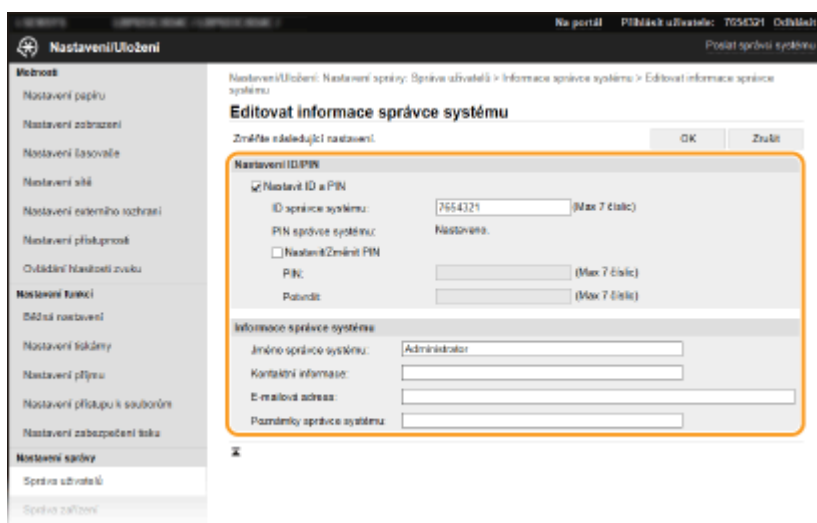 Na portál Přihlásit uživatele: 7654321 Odhlásit
Nastavení/Uložení
Poslat správci systému
Možnosti
Nastavení papíru
Nastavení zobrazení
Nastavení časovače
Nastavení sítě
Nastavení externího rozhraní
Nastavení přístupnosti
Ovládání hlasitosti zvuku
Nastavení funkcí
Běžná nastavení
Nastavení tiskárny
Nastavení příjmu
Nastavení přístupu k souborům
Nastavení zabezpečení tisku
Nastavení správy
Správa uživatelů
Správa zařízení
Nastavení/Uložení: Nastavení správy: Správa uživatelů > Informace správce systému > Editovat informace správce
systému
Editovat informace správce systému
Změňte následující nastavení.
OK
Zrušit
Nastavení ID/PIN
Nastavit ID a PIN
ID správce systému: 7654321 (Max 7 číslic)
PIN správce systému: Nastaveno.
Nastavit/Změnit PIN
PIN: (Max 7 číslic)
Potvrdit: (Max 7 číslic)
Informace správce systému
Jméno správce systému: Administrator
Kontaktní informace:
E-mailová adresa:
Poznámky správce systému: